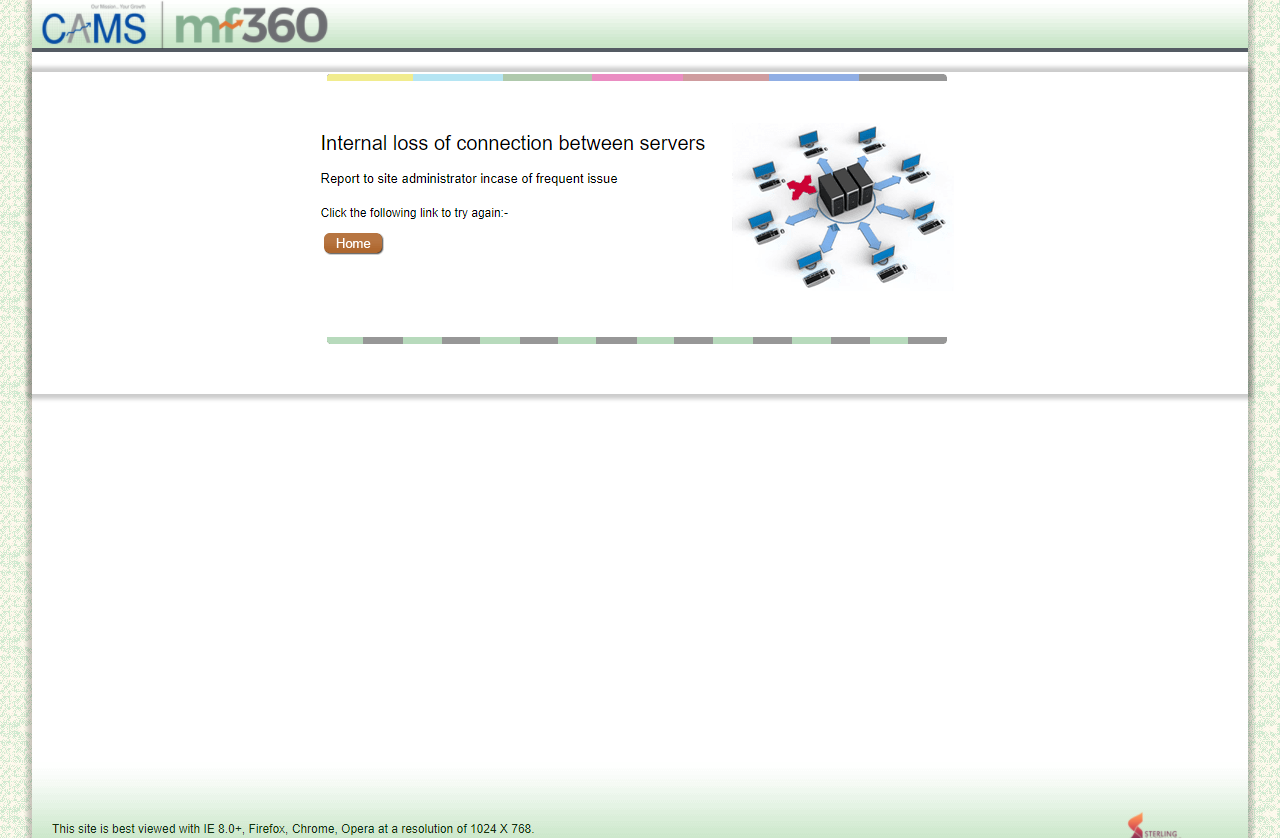 Our Mission...Your Growth
CAMS mf360
Internal loss of connection between servers
Report to site administrator incase of frequent issue
Click the following link to try again:-
Home
This site is best viewed with IE 8.0+, Firefox, Chrome, Opera at a resolution of 1024 X 768.
STERLING